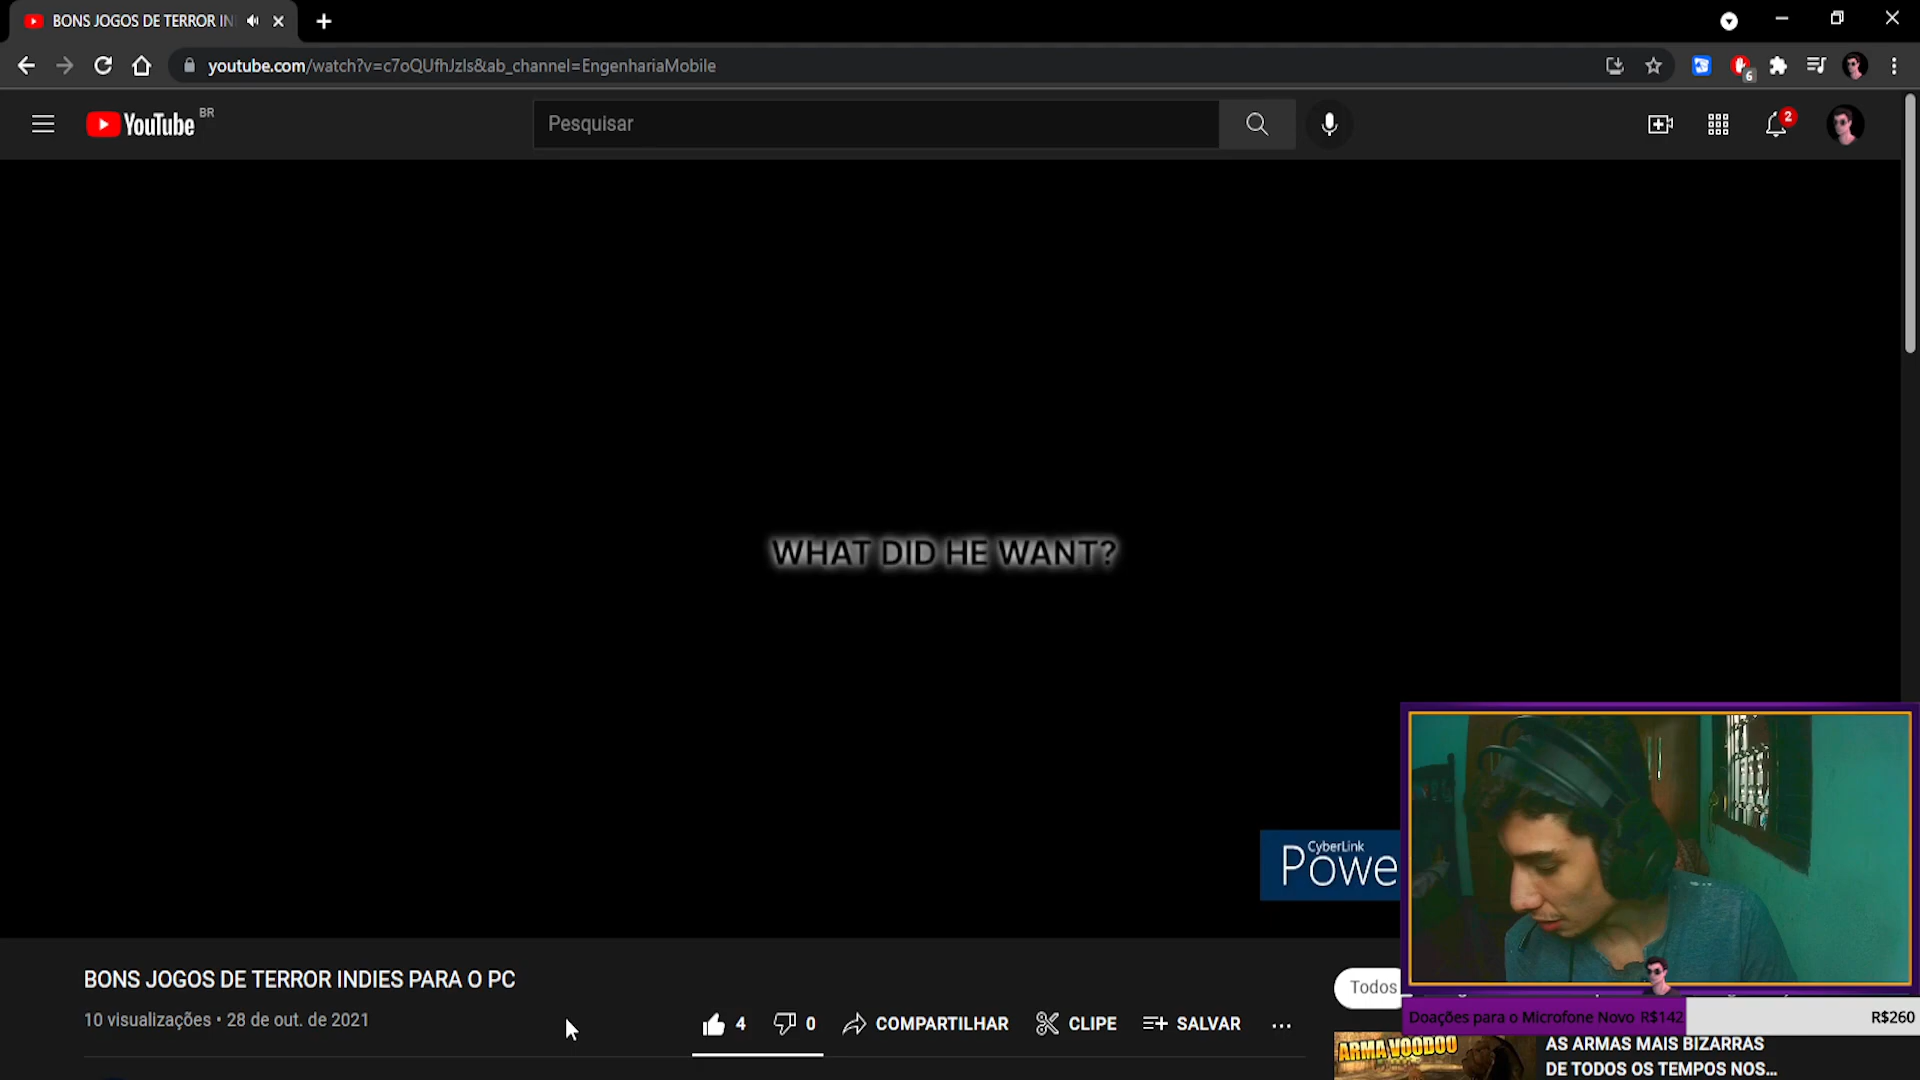 BONS JOGOS DE TERROR IN
youtube.com/watch?v=c7oQUfhJzIs&ab_channel=EngenhariaMobile
6
YouTube BR
Pesquisar
2
WHAT DID HE WANT?
CyberLink
Powe
BONS JOGOS DE TERROR INDIES PARA O PC
10 visualizações • 28 de out. de 2021
4
0
COMPARTILHAR
CLIPE
SALVAR
Todos
Doações para o Microfone Novo R$142
R$260
ARMA VOODOO
AS ARMAS MAIS BIZARRAS
DE TODOS OS TEMPOS NOS...